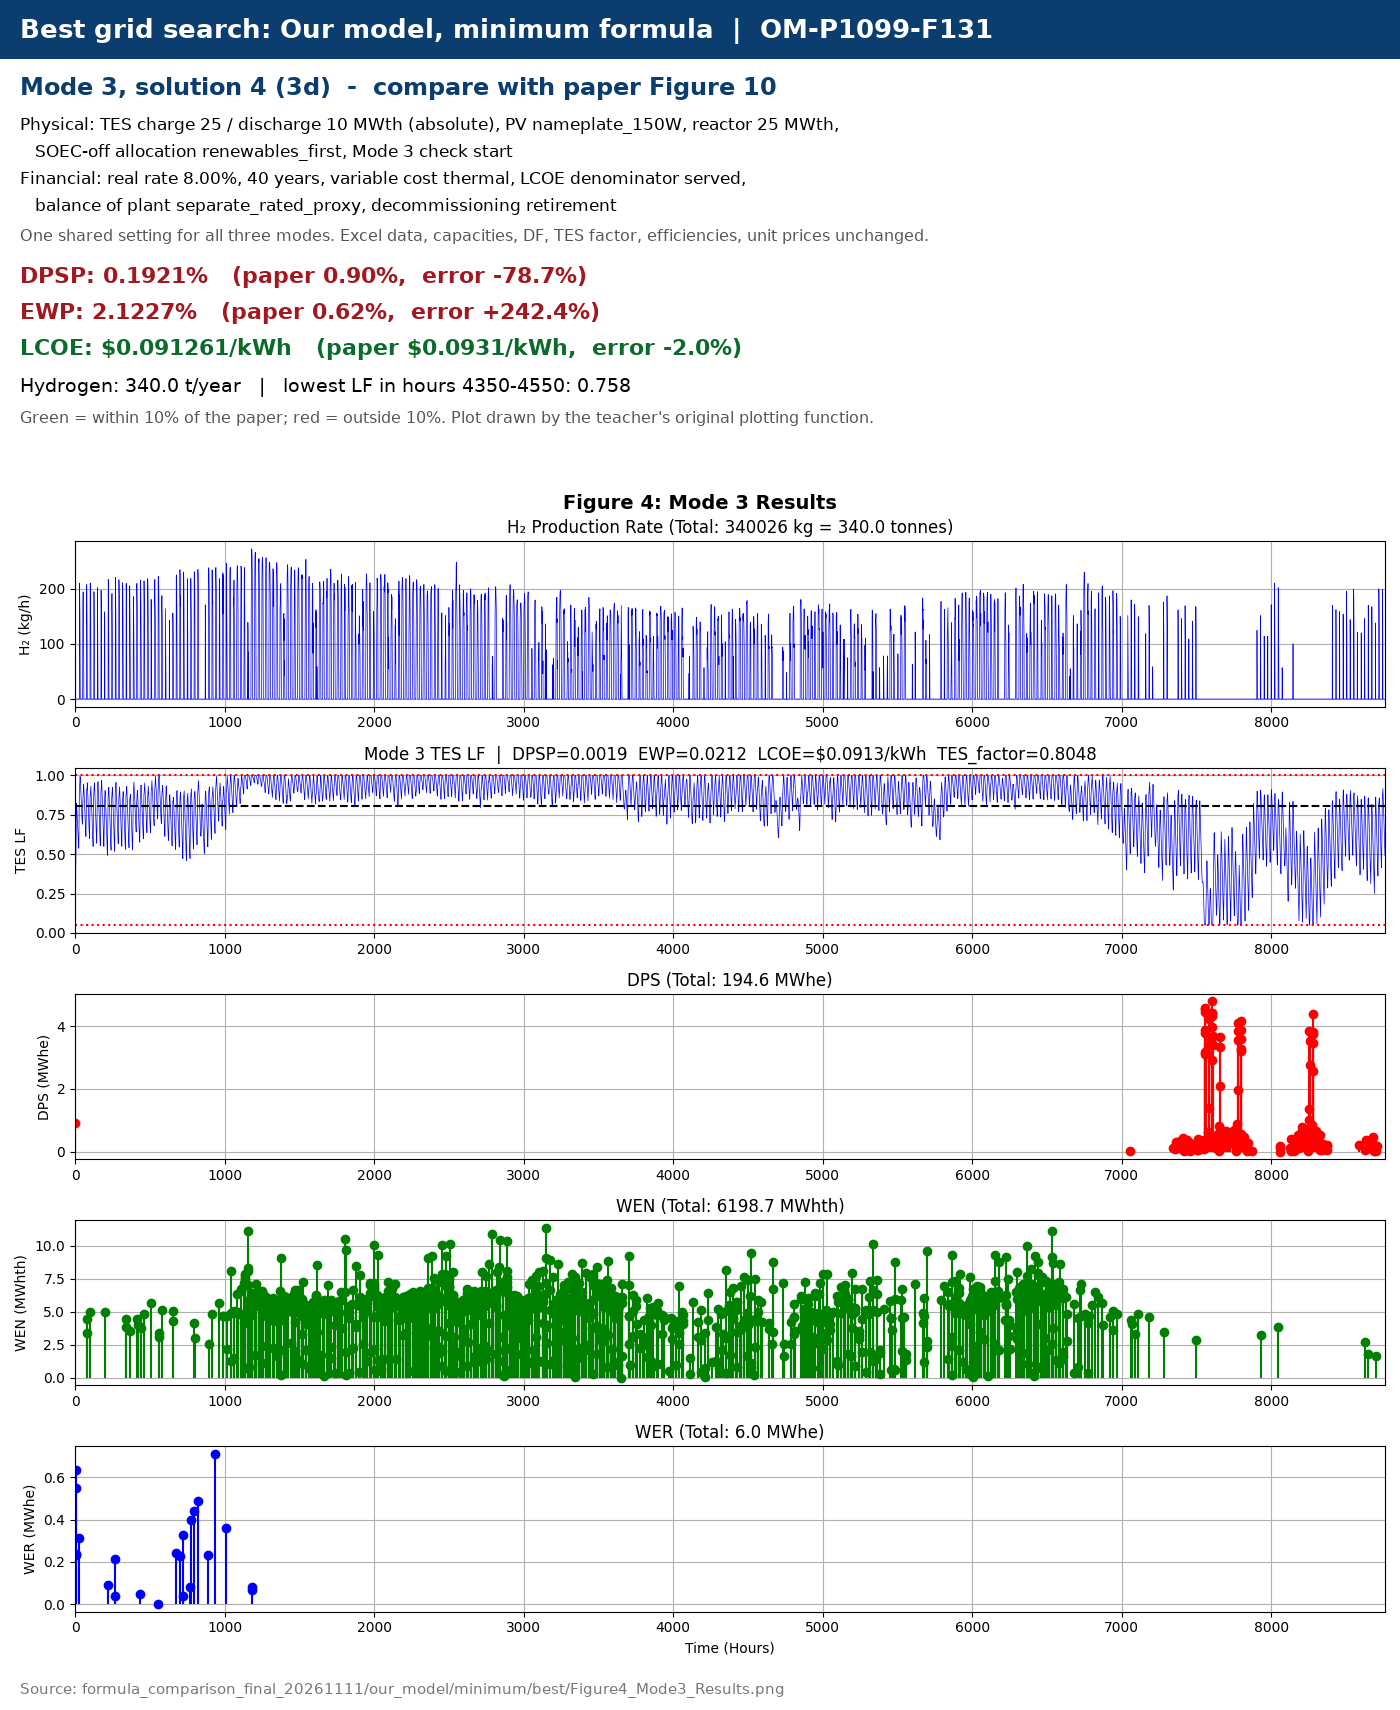 Best grid search: Our model, minimum formula | OM-P1099-F131
Mode 3, solution 4 (3d) - compare with paper Figure 10
Physical: TES charge 25 / discharge 10 MWth (absolute), PV nameplate_150W, reactor 25 MWth,
SOEC-off allocation renewables_first, Mode 3 check start
Financial: real rate 8.00%, 40 years, variable cost thermal, LCOE denominator served,
balance of plant separate_rated_proxy, decommissioning retirement
One shared setting for all three modes. Excel data, capacities, DF, TES factor, efficiencies, unit prices unchanged.
DPSP: 0.1921% (paper 0.90%, error -78.7%)
EWP: 2.1227% (paper 0.62%, error +242.4%)
LCOE: $0.091261/kWh (paper $0.0931/kWh, error -2.0%)
Hydrogen: 340.0 t/year | lowest LF in hours 4350-4550: 0.758
Green = within 10% of the paper; red = outside 10%. Plot drawn by the teacher's original plotting function.
Figure 4: Mode 3 Results
H₂ Production Rate (Total: 340026 kg = 340.0 tonnes)
H₂ (kg/h)
200
100
0
0 1000 2000 3000 4000 5000 6000 7000 8000
Mode 3 TES LF | DPSP=0.0019 EWP=0.0212 LCOE=$0.0913/kWh TES_factor=0.8048
TES LF
1.00
0.75
0.50
0.25
0.00
0 1000 2000 3000 4000 5000 6000 7000 8000
DPS (Total: 194.6 MWhe)
DPS (MWhe)
4
2
0
0 1000 2000 3000 4000 5000 6000 7000 8000
WEN (Total: 6198.7 MWhth)
WEN (MWhth)
10.0
7.5
5.0
2.5
0.0
0 1000 2000 3000 4000 5000 6000 7000 8000
WER (Total: 6.0 MWhe)
WER (MWhe)
0.6
0.4
0.2
0.0
0 1000 2000 3000 4000 5000 6000 7000 8000
Time (Hours)
Source: formula_comparison_final_20261111/our_model/minimum/best/Figure4_Mode3_Results.png